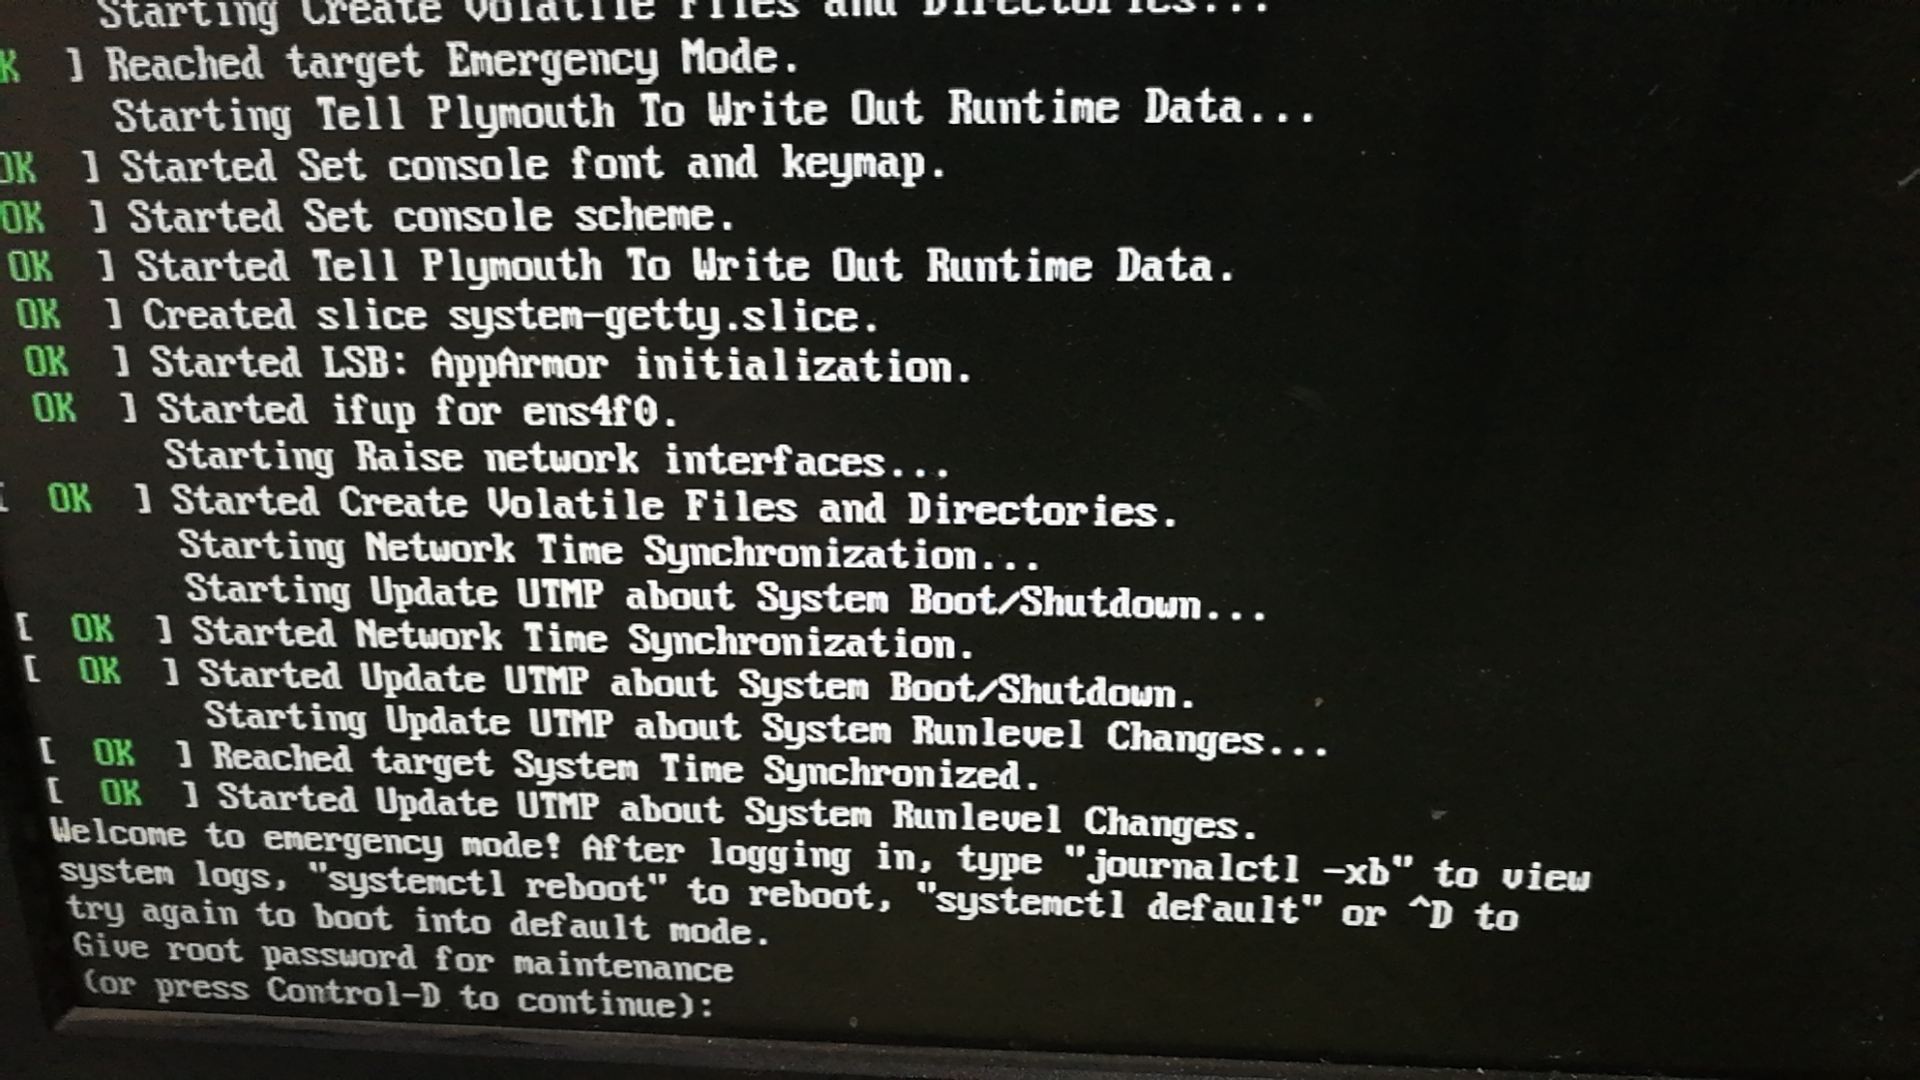 Starting Create Volatile Files and Directories...
K ] Reached target Emergency Mode.
Starting Tell Plymouth To Write Out Runtime Data...
OK ] Started Set console font and keymap.
OK ] Started Set console scheme.
OK ] Started Tell Plymouth To Write Out Runtime Data.
OK ] Created slice system-getty.slice.
OK ] Started LSB: AppArmor initialization.
OK ] Started ifup for ens4f0.
Starting Raise network interfaces...
[ OK ] Started Create Volatile Files and Directories.
Starting Network Time Synchronization...
Starting Update UTMP about System Boot/Shutdown...
[ OK ] Started Network Time Synchronization.
[ OK ] Started Update UTMP about System Boot/Shutdown.
Starting Update UTMP about System Runlevel Changes...
[ OK ] Reached target System Time Synchronized.
[ OK ] Started Update UTMP about System Runlevel Changes.
Welcome to emergency mode! After logging in, type "journalctl -xb" to view
system logs, "systemctl reboot" to reboot, "systemctl default" or ^D to
try again to boot into default mode.
Give root password for maintenance
(or press Control-D to continue):